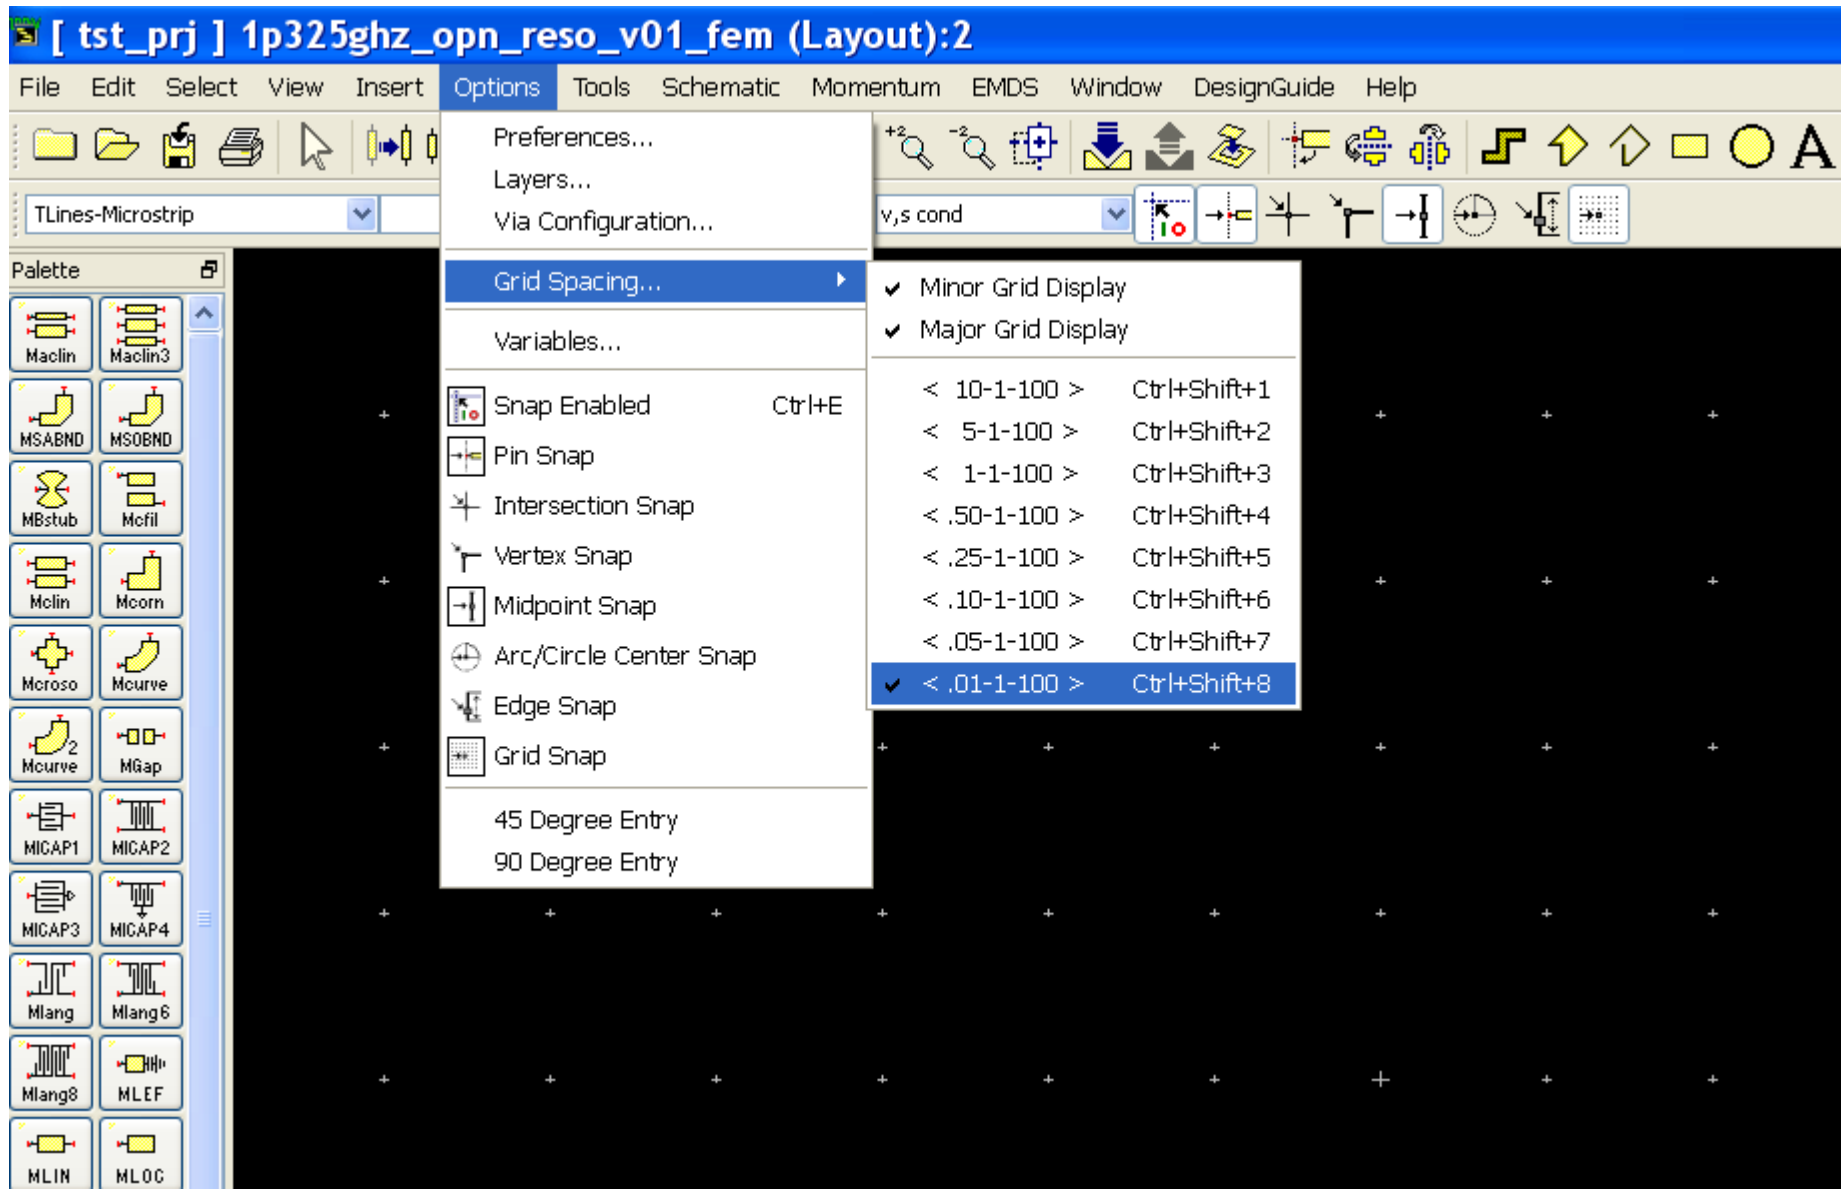 [ tst_prj ] 1p325ghz_opn_reso_v01_fem (Layout):2
File Edit Select View Insert Options Tools Schematic Momentum EMDS Window DesignGuide Help
+2 -2 A
TLines-Microstrip v,s cond
Palette
Maclin Maclin3
MSABND MSOBND
MBstub Mcfil
Mclin Mcorn
Mcroso Mcurve
Mcurve 2 MGap
MICAP1 MICAP2
MICAP3 MICAP4
Mlang Mlang6
Mlang8 MLEF
MLIN MLOC
Preferences...
Layers...
Via Configuration...
Grid Spacing...
Variables...
Snap Enabled Ctrl+E
Pin Snap
Intersection Snap
Vertex Snap
Midpoint Snap
Arc/Circle Center Snap
Edge Snap
Grid Snap
45 Degree Entry
90 Degree Entry
Minor Grid Display
Major Grid Display
< 10-1-100 > Ctrl+Shift+1
< 5-1-100 > Ctrl+Shift+2
< 1-1-100 > Ctrl+Shift+3
< .50-1-100 > Ctrl+Shift+4
< .25-1-100 > Ctrl+Shift+5
< .10-1-100 > Ctrl+Shift+6
< .05-1-100 > Ctrl+Shift+7
< .01-1-100 > Ctrl+Shift+8